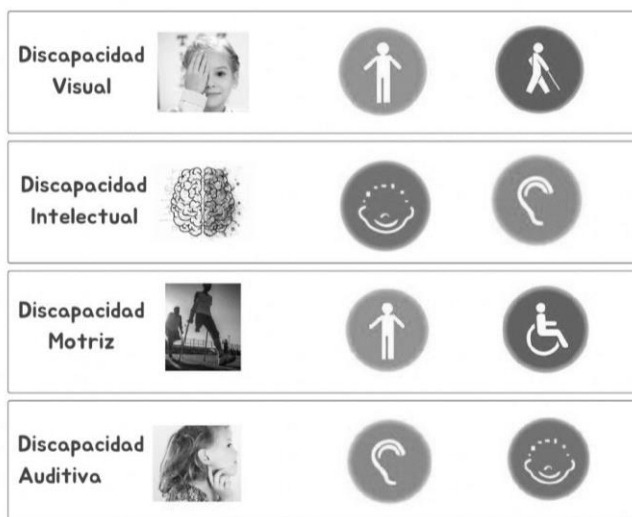 Discapacidad
Visual
Discapacidad
Intelectual
Discapacidad
Motriz
Discapacidad
Auditiva